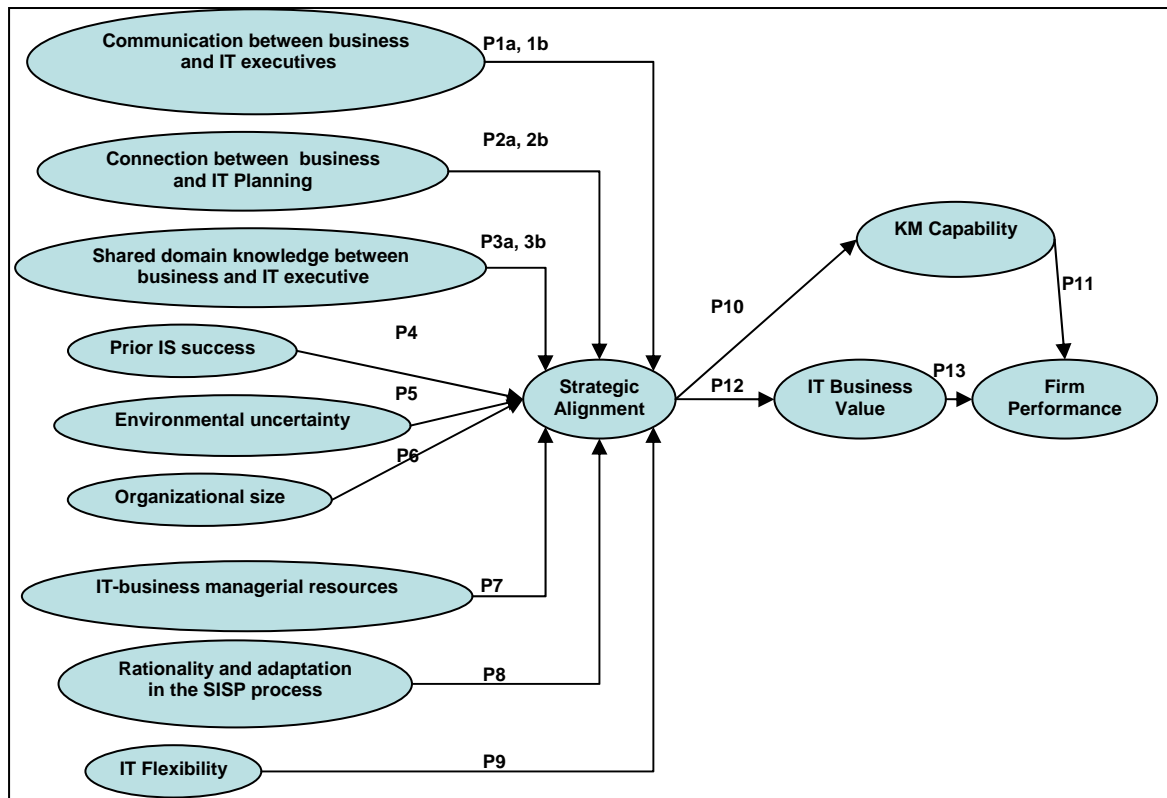 Communication between business
and IT executives
P1a, 1b
Connection between business
and IT Planning
P2a, 2b
Shared domain knowledge between
business and IT executive
P3a, 3b
Prior IS success
P4
Environmental uncertainty
P5
Organizational size
P6
IT-business managerial resources
P7
Rationality and adaptation
in the SISP process
P8
IT Flexibility
P9
Strategic
Alignment
P10
KM Capability
P11
P12
IT Business
Value
P13
Firm
Performance